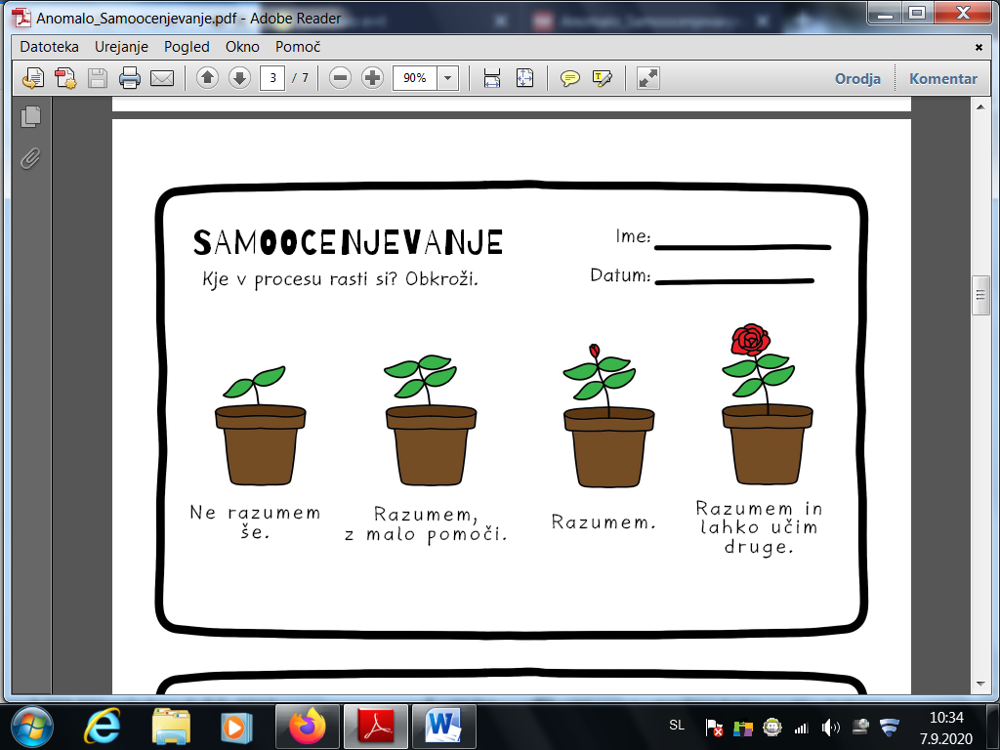 Anomalo_Samoocenjevanje.pdf - Adobe Reader
Datoteka Urejanje Pogled Okno Pomoč
3 / 7 90% Orodja Komentar
SAMOOCENJEVANJE
Kje v procesu rasti si? Obkroži.
Ime:
Datum:
Ne razumem
še.
Razumem,
z malo pomoči.
Razumem.
Razumem in
lahko učim
druge.
SL
10:34
7.9.2020